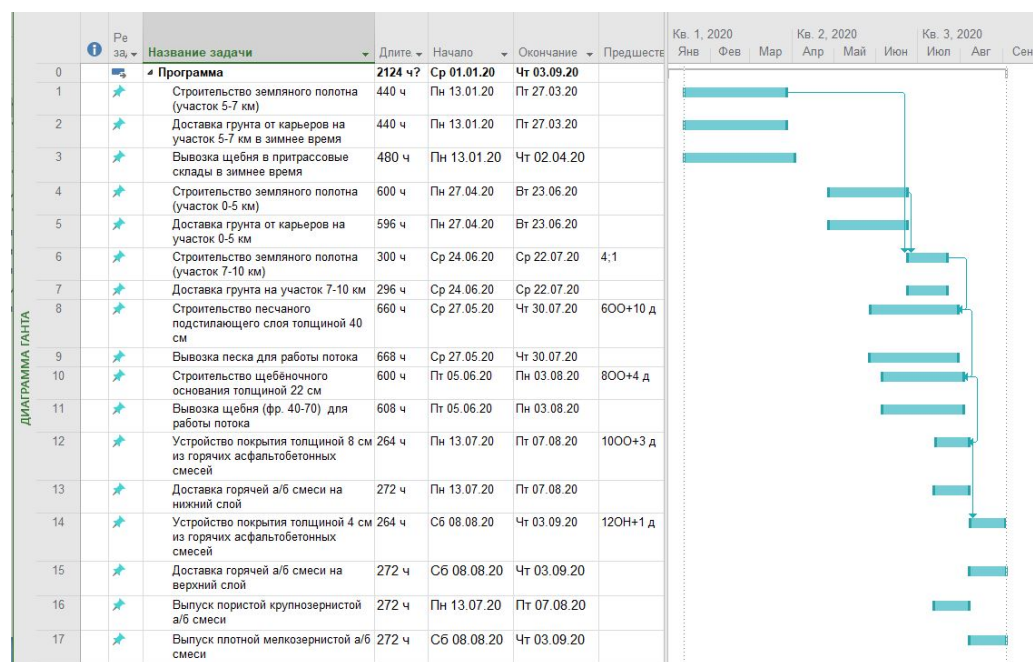 Кв. 1, 2020 Кв. 2, 2020 Кв. 3, 2020
Ре
за, Название задачи Длите Начало Окончание Предшеств Янв Фев Мар Апр Май Июн Июл Авг Сен
0 Программа 2124 ч? Ср 01.01.20 Чт 03.09.20
1 Строительство земляного полотна 440 ч Пн 13.01.20 Пт 27.03.20
(участок 5-7 км)
2 Доставка грунта от карьеров на 440 ч Пн 13.01.20 Пт 27.03.20
участок 5-7 км в зимнее время
3 Вывозка щебня в притрассовые 480 ч Пн 13.01.20 Чт 02.04.20
склады в зимнее время
4 Строительство земляного полотна 600 ч Пн 27.04.20 Вт 23.06.20
(участок 0-5 км)
5 Доставка грунта от карьеров на 596 ч Пн 27.04.20 Вт 23.06.20
участок 0-5 км
6 Строительство земляного полотна 300 ч Ср 24.06.20 Ср 22.07.20 4;1
(участок 7-10 км)
7 Доставка грунта на участок 7-10 км 296 ч Ср 24.06.20 Ср 22.07.20
8 Строительство песчаного 660 ч Ср 27.05.20 Чт 30.07.20 6ОО+10 д
подстилающего слоя толщиной 40
см
9 Вывозка песка для работы потока 668 ч Ср 27.05.20 Чт 30.07.20
10 Строительство щебёночного 600 ч Пт 05.06.20 Пн 03.08.20 8ОО+4 д
основания толщиной 22 см
11 Вывозка щебня (фр. 40-70) для 608 ч Пт 05.06.20 Пн 03.08.20
работы потока
12 Устройство покрытия толщиной 8 см 264 ч Пн 13.07.20 Пт 07.08.20 10ОО+3 д
из горячих асфальтобетонных
смесей
13 Доставка горячей а/б смеси на 272 ч Пн 13.07.20 Пт 07.08.20
нижний слой
14 Устройство покрытия толщиной 4 см 264 ч Сб 08.08.20 Чт 03.09.20 12ОН+1 д
из горячих асфальтобетонных
смесей
15 Доставка горячей а/б смеси на 272 ч Сб 08.08.20 Чт 03.09.20
верхний слой
16 Выпуск пористой крупнозернистой 272 ч Пн 13.07.20 Пт 07.08.20
а/б смеси
17 Выпуск плотной мелкозернистой а/б 272 ч Сб 08.08.20 Чт 03.09.20
смеси
ДИАГРАММА ГАНТА